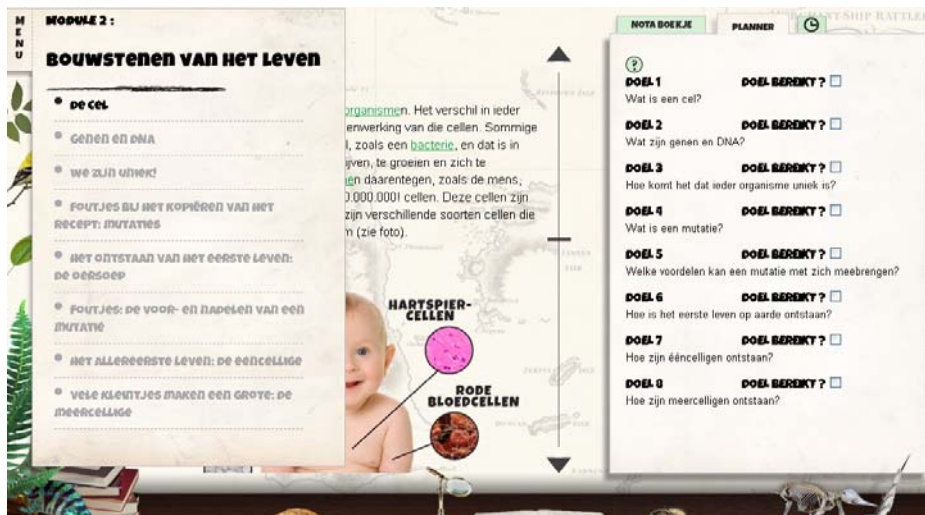 MENU
MODULE 2 :
BOUWSTENEN VAN HET LEVEN
DE CEL
GENEN EN DNA
WE ZIJN UNIEK!
FOUTJES BIJ HET KOPIËREN VAN HET
RECEPT: MUTATIES
HET ONTSTAAN VAN HET EERSTE LEVEN:
DE OERSOEP
FOUTJES: DE VOOR- EN NADELEN VAN EEN
MUTATIE
HET ALLEREERSTE LEVEN: DE EENCELLIGE
VELE KLEINTJES MAKEN EEN GROTE: DE
MEERCELLIGE
organismen. Het verschil in ieder
enwerking van die cellen. Sommige
l, zoals een bacterie, en dat is in
jven, te groeien en zich te
en daarentegen, zoals de mens,
0.000.000! cellen. Deze cellen zijn
zijn verschillende soorten cellen die
m (zie foto).
HARTSPIER-
CELLEN
RODE
BLOEDCELLEN
NOTA BOEKJE
PLANNER
DOEL 1 DOEL BEREIKT ?
Wat is een cel?
DOEL 2 DOEL BEREIKT ?
Wat zijn genen en DNA?
DOEL 3 DOEL BEREIKT ?
Hoe komt het dat ieder organisme uniek is?
DOEL 4 DOEL BEREIKT ?
Wat is een mutatie?
DOEL 5 DOEL BEREIKT ?
Welke voordelen kan een mutatie met zich meebrengen?
DOEL 6 DOEL BEREIKT ?
Hoe is het eerste leven op aarde ontstaan?
DOEL 7 DOEL BEREIKT ?
Hoe zijn ééncelligen ontstaan?
DOEL 8 DOEL BEREIKT ?
Hoe zijn meercelligen ontstaan?